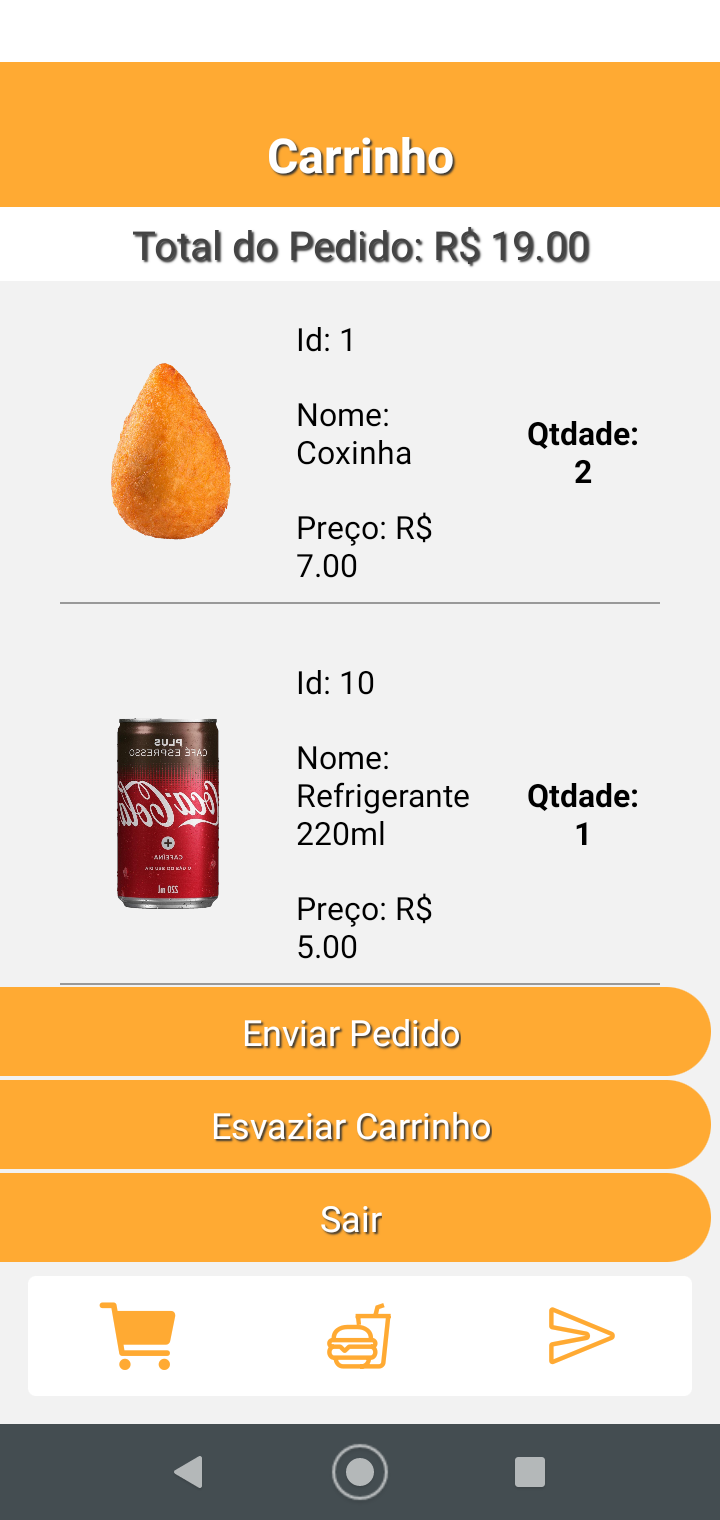 Carrinho
Total do Pedido: R$ 19.00
Id: 1
Nome:
Coxinha
Preço: R$
7.00
Qtdade:
2
PLUS
CAFÉ ESPRESSO
Coca-Cola
+
CAFEÍNA
220 mL
Id: 10
Nome:
Refrigerante
220ml
Preço: R$
5.00
Qtdade:
1
Enviar Pedido
Esvaziar Carrinho
Sair